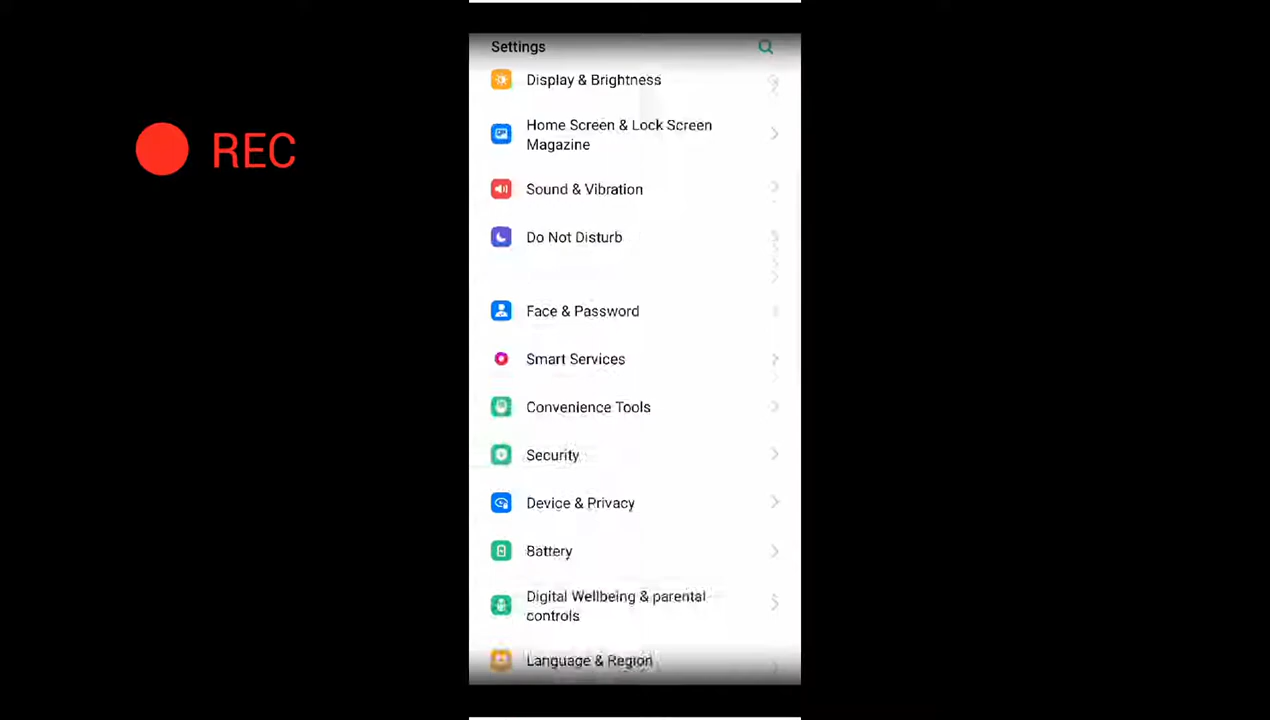 Settings
Display & Brightness
REC
Home Screen & Lock Screen
Magazine
Sound & Vibration
Do Not Disturb
Face & Password
Smart Services
Convenience Tools
Security
Device & Privacy
Battery
Digital Wellbeing & parental
controls
Language & Region